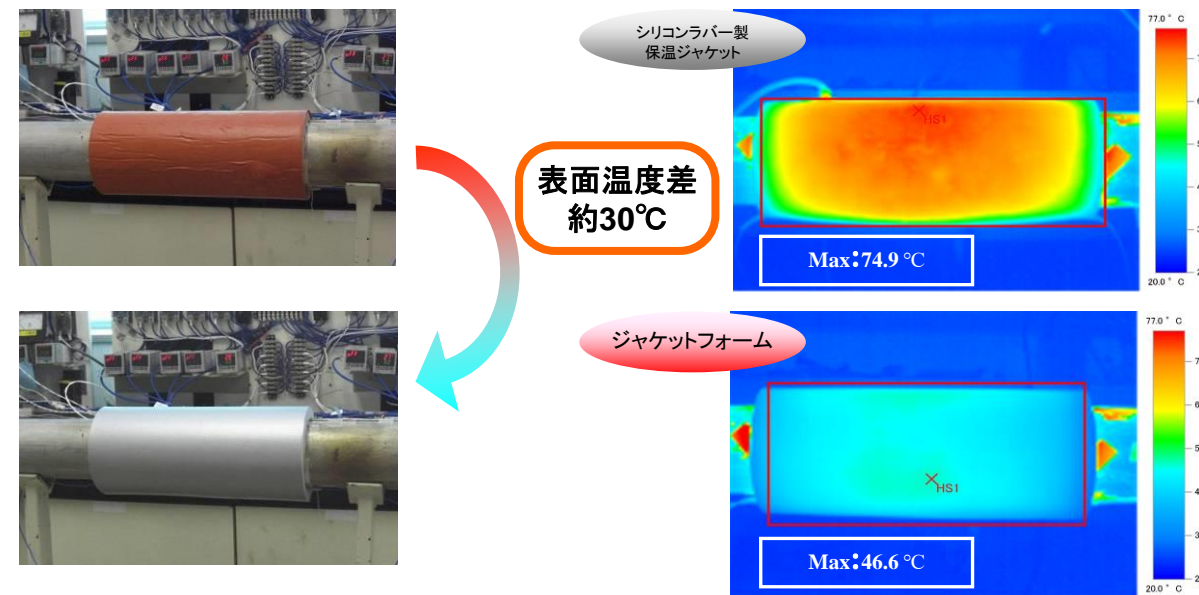 シリコンラバー製
保温ジャケット
77.0°C
HS1
表面温度差
約30℃
Max:74.9 ℃
20.0°C
ジャケットフォーム
77.0°C
HS1
Max:46.6 ℃
20.0°C